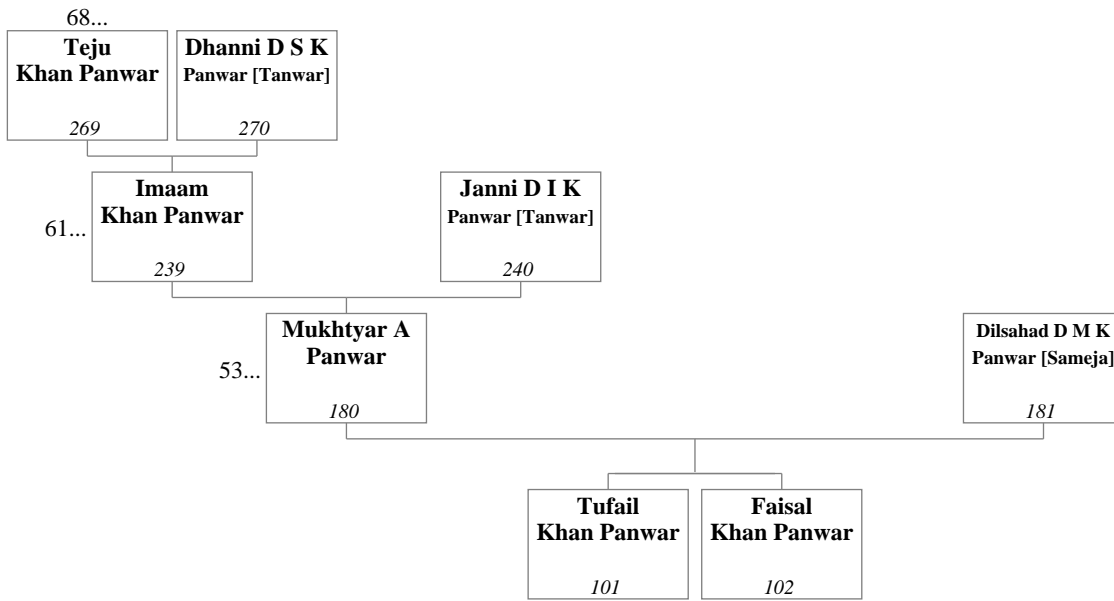 68...
Teju
Khan Panwar
269
Dhanni D S K
Panwar [Tanwar]
270
61...
Imaam
Khan Panwar
239
Janni D I K
Panwar [Tanwar]
240
53...
Mukhtyar A
Panwar
180
Dilsahad D M K
Panwar [Sameja]
181
Tufail
Khan Panwar
101
Faisal
Khan Panwar
102